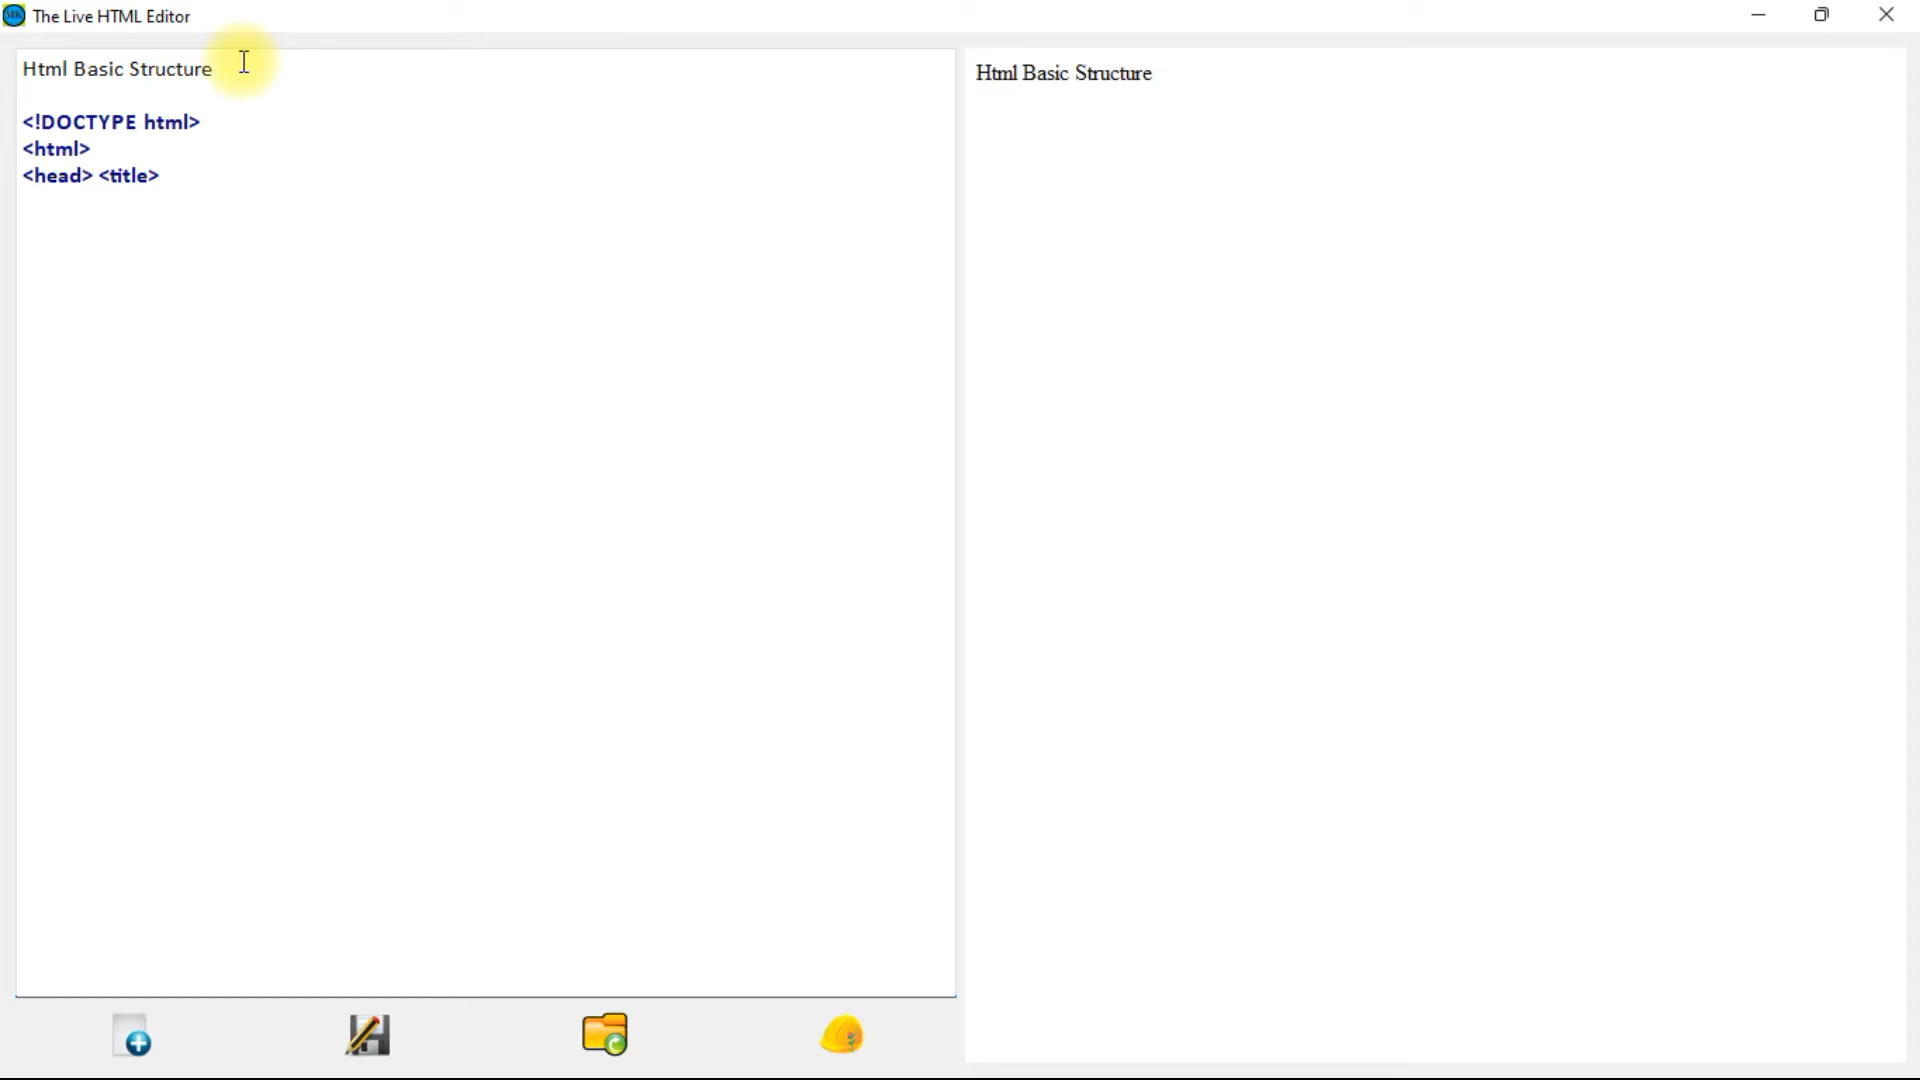 The Live HTML Editor
Html Basic Structure
<!DOCTYPE html>
<html>
<head> <title>
Html Basic Structure